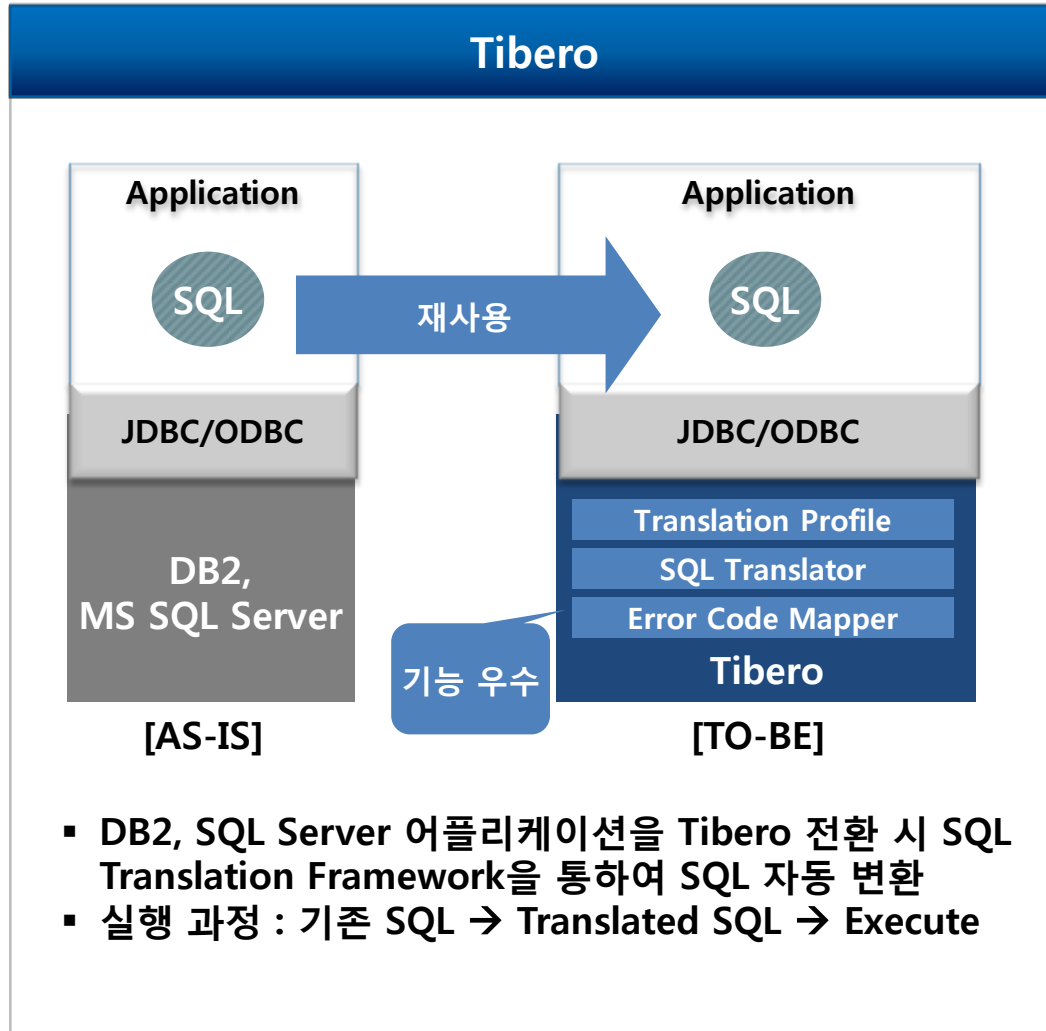 Tibero
Application
SQL
JDBC/ODBC
DB2,
MS SQL Server
[AS-IS]
재사용
기능 우수
Application
SQL
JDBC/ODBC
Translation Profile
SQL Translator
Error Code Mapper
Tibero
[TO-BE]
▪ DB2, SQL Server 어플리케이션을 Tibero 전환 시 SQL
Translation Framework을 통하여 SQL 자동 변환
▪ 실행 과정 : 기존 SQL → Translated SQL → Execute